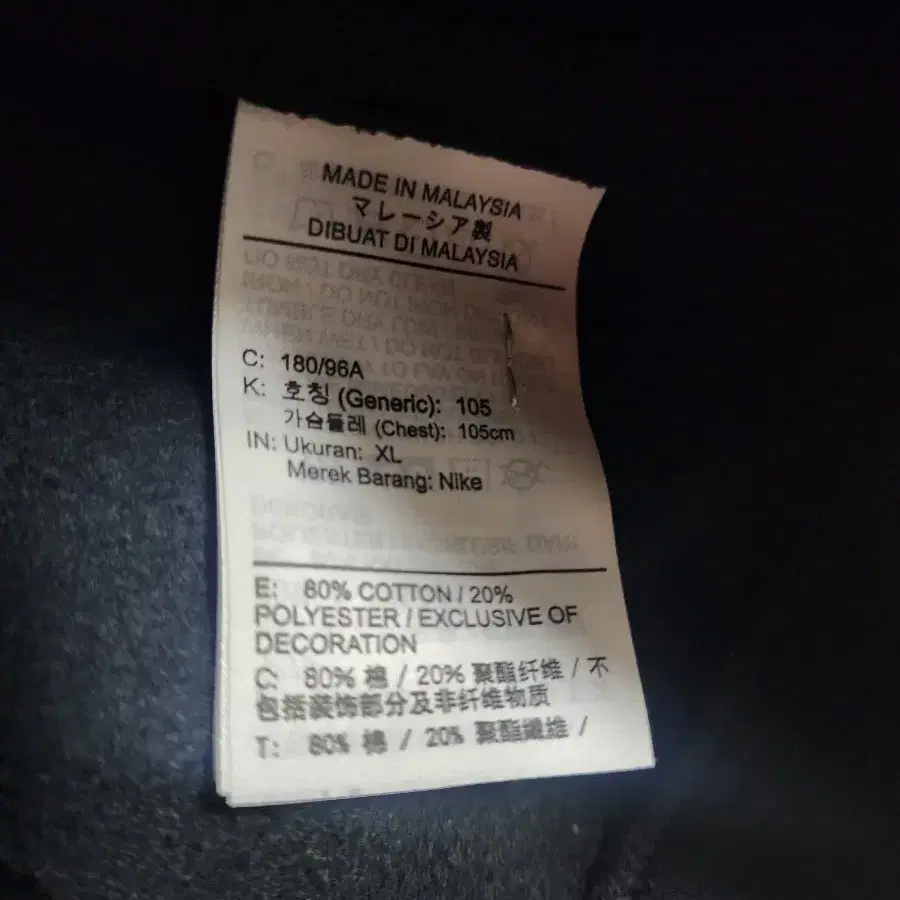 MADE IN MALAYSIA
マレーシア製
DIBUAT DI MALAYSIA
C: 180/96A
K: 호칭 (Generic): 105
가슴둘레 (Chest): 105cm
IN: Ukuran: XL
Merek Barang: Nike
E: 80% COTTON / 20%
POLYESTER / EXCLUSIVE OF
DECORATION
C: 80% 棉 / 20% 聚酯纤维 / 不
包括装饰部分及非纤维物质
T: 80% 棉 / 20% 聚酯纖維 /